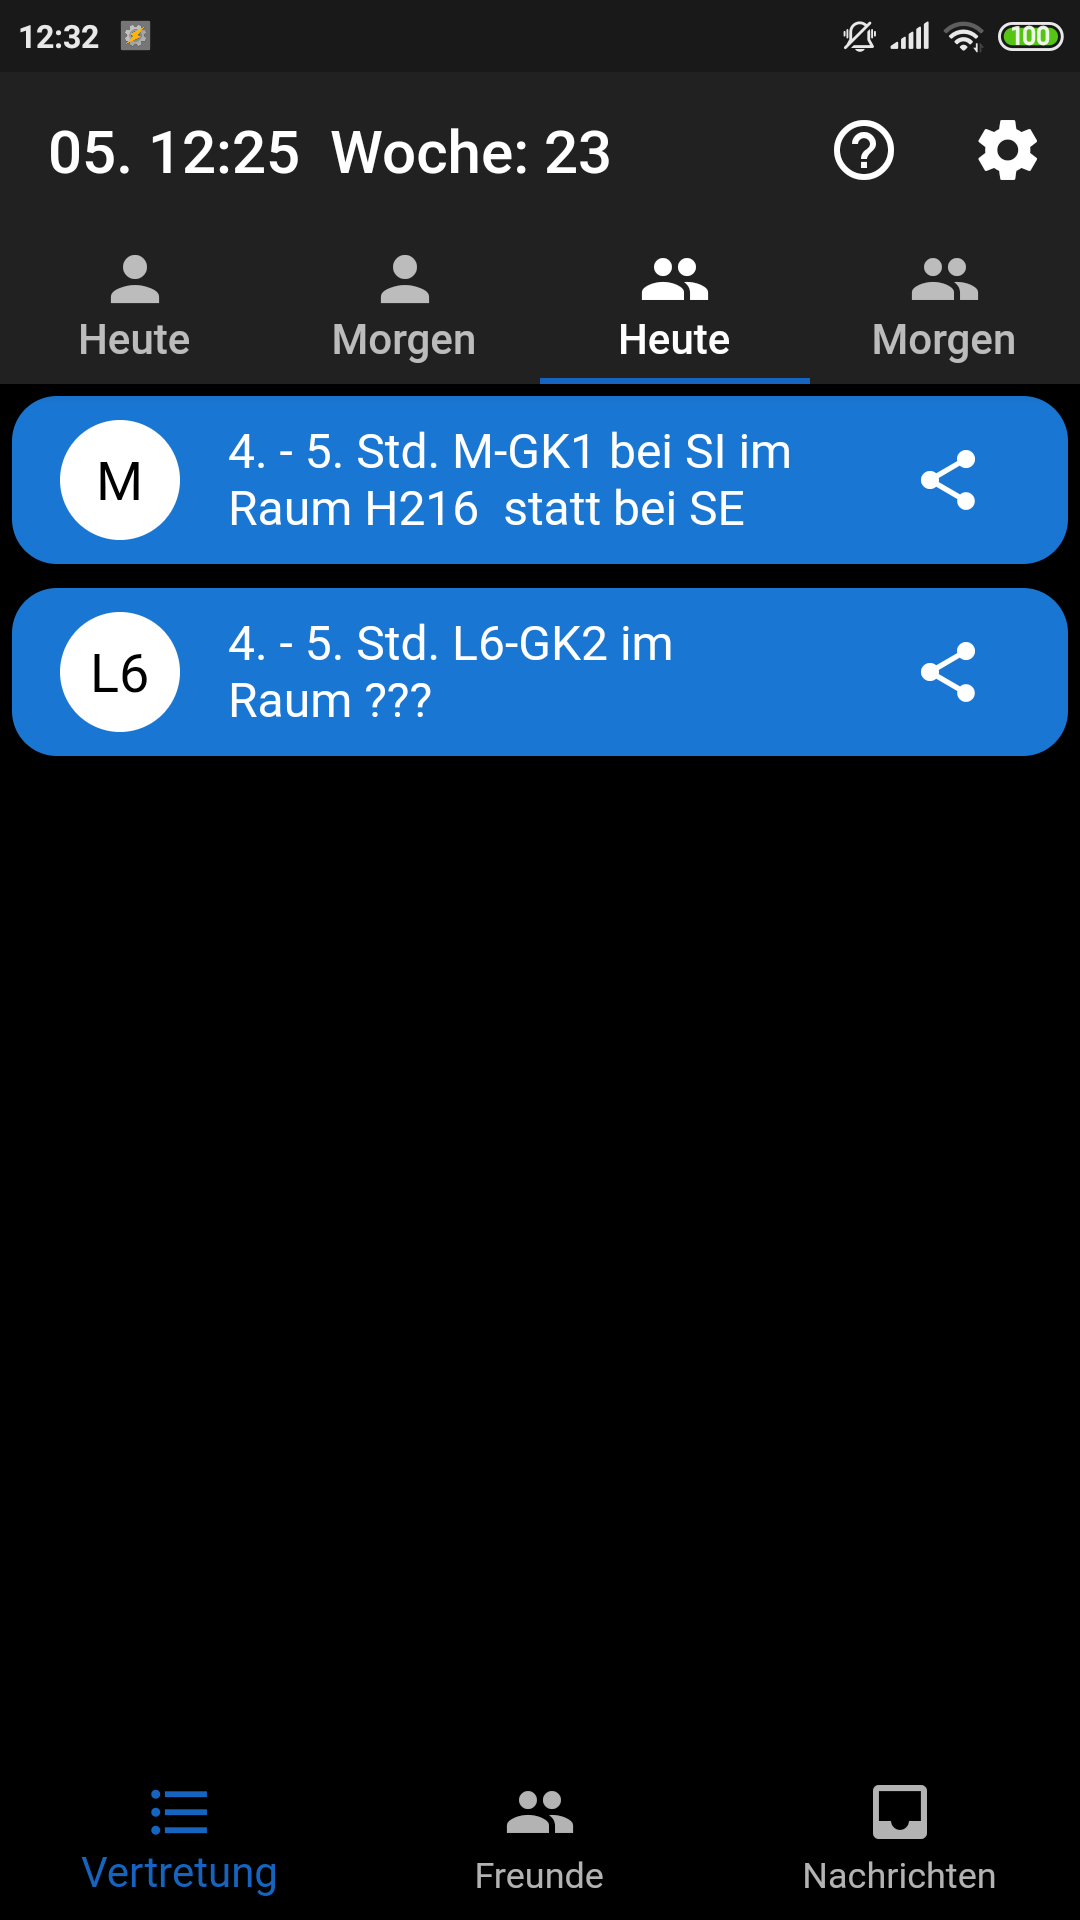 12:32
100
05. 12:25  Woche: 23
Heute
Morgen
Heute
Morgen
M
4. - 5. Std. M-GK1 bei SI im
Raum H216  statt bei SE
L6
4. - 5. Std. L6-GK2 im
Raum ???
Vertretung
Freunde
Nachrichten